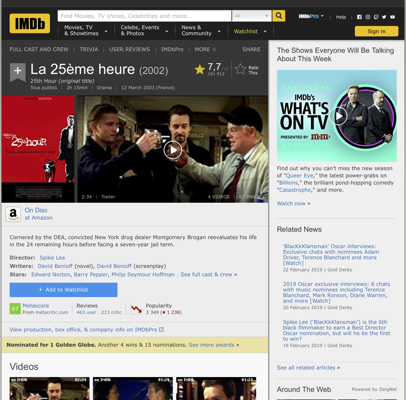 IMDb
Find Movies, TV shows, Celebrities and more...
All
IMDbPro
Help
Movies, TV
& Showtimes
Celebs, Events
& Photos
News &
Community
Watchlist
Sign in
FULL CAST AND CREW | TRIVIA | USER REVIEWS | IMDbPro | MORE
SHARE
La 25ème heure (2002)
25th Hour (original title)
Tous publics | 2h 15min | Drama | 12 March 2003 (France)
7,7
Rate
This
25th HOUR
2:34 | Trailer
4 VIDEOS
On Disc
at Amazon
Cornered by the DEA, convicted New York drug dealer Montgomery Brogan reevaluates his life
in the 24 remaining hours before facing a seven-year jail term.
Director: Spike Lee
Writers: David Benioff (novel), David Benioff (screenplay)
Stars: Edward Norton, Barry Pepper, Philip Seymour Hoffman | See full cast & crew »
+ Add to Watchlist
Metascore
From metacritic.com
Reviews
463 user | 213 critic
Popularity
3 349
View production, box office, & company info on IMDbPro
Nominated for 1 Golden Globe. Another 4 wins & 15 nominations. See more awards »
Videos
The Shows Everyone Will Be Talking
About This Week
IMDb's
WHAT'S
ON TV
PRESENTED BY
Find out why you can't miss the new season
of "Queer Eye," the latest power-grabs on
"Billions," the brilliant pond-hopping comedy
"Catastrophe," and more.
Watch now »
Related News
'BlacKkKlansman' Oscar interviews:
Exclusive chats with nominees Adam
Driver, Terence Blanchard and more
[Watch]
22 February 2019 | Gold Derby
2019 Oscar exclusive interviews: 6
chats with music nominees including
Terence Blanchard, Mark Ronson, Diane Warren,
and more [Watch]
20 February 2019 | Gold Derby
Spike Lee ('BlacKkKlansman') is the 6th
black filmmaker to earn a Best Director
Oscar nomination, but will he be the
first to win?
19 February 2019 | Gold Derby
See all related articles »
Around The Web
Powered by ZergNet